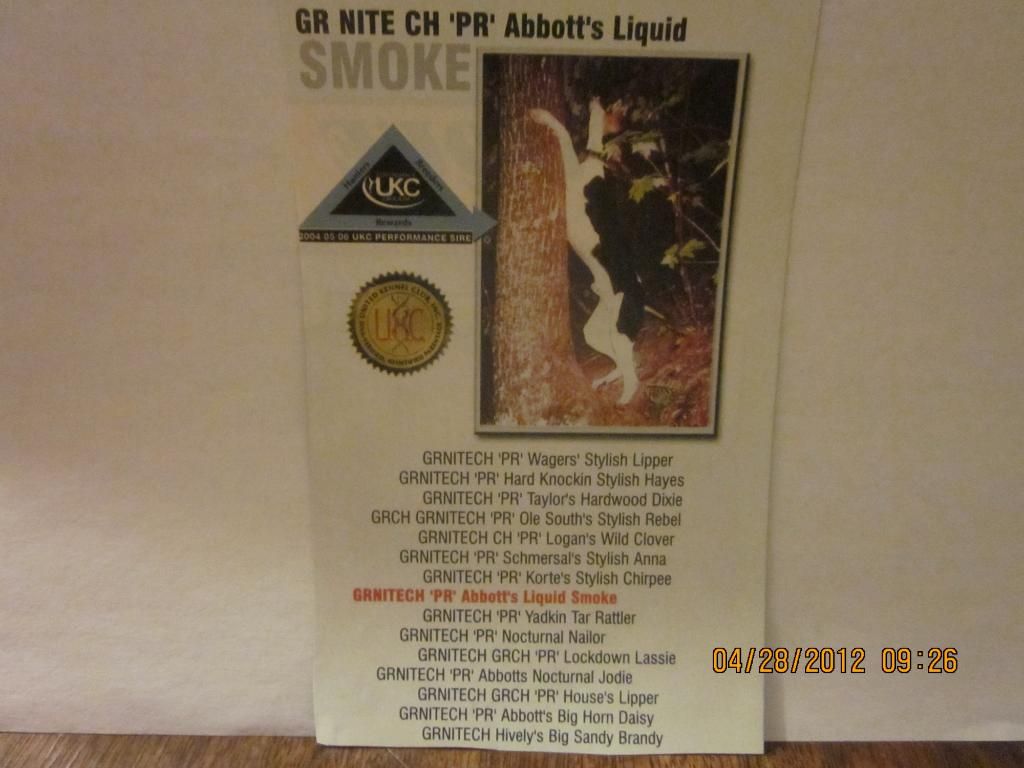 GR NITE CH 'PR' Abbott's Liquid
SMOKE
Hunters Breeders
UKC
Rewards
2004 05 06 UKC PERFORMANCE SIRE
UNITED KENNEL CLUB, INC.
UKC
GRNITECH 'PR' Wagers' Stylish Lipper
GRNITECH 'PR' Hard Knockin Stylish Hayes
GRNITECH 'PR' Taylor's Hardwood Dixie
GRCH GRNITECH 'PR' Ole South's Stylish Rebel
GRNITECH CH 'PR' Logan's Wild Clover
GRNITECH 'PR' Schmersal's Stylish Anna
GRNITECH 'PR' Korte's Stylish Chirpee
GRNITECH 'PR' Abbott's Liquid Smoke
GRNITECH 'PR' Yadkin Tar Rattler
GRNITECH 'PR' Nocturnal Nailor
GRNITECH GRCH 'PR' Lockdown Lassie
GRNITECH 'PR' Abbotts Nocturnal Jodie
GRNITECH GRCH 'PR' House's Lipper
GRNITECH 'PR' Abbott's Big Horn Daisy
GRNITECH Hively's Big Sandy Brandy
04/28/2012 09:26